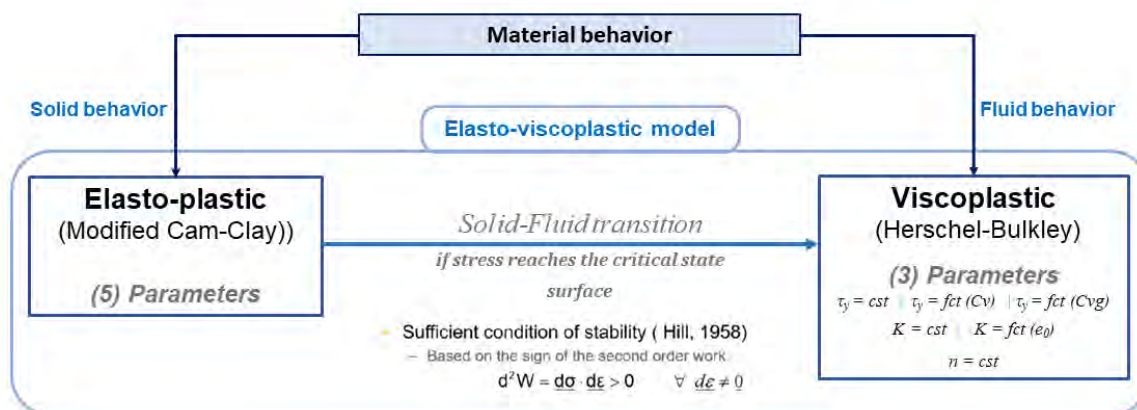 Material behavior
Solid behavior
Fluid behavior
Elasto-viscoplastic model
Elasto-plastic
(Modified Cam-Clay))
(5) Parameters
Solid-Fluid transition
if stress reaches the critical state
surface
– Sufficient condition of stability ( Hill, 1958)
– Based on the sign of the second order work
d²W = dσ · dε > 0 ∀ dε ≠ 0
Viscoplastic
(Herschel-Bulkley)
(3) Parameters
τy = cst | τy = fct (Cv) | τy = fct (Cvg)
K = cst | K = fct (e0)
n = cst